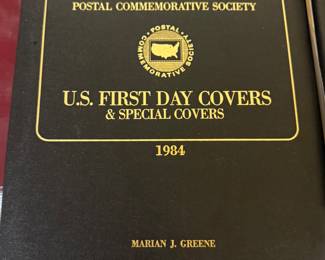 POSTAL COMMEMORATIVE SOCIETY
POSTAL COMMEMORATIVE SOCIETY
U.S. FIRST DAY COVERS
& SPECIAL COVERS
1984
MARIAN J. GREENE